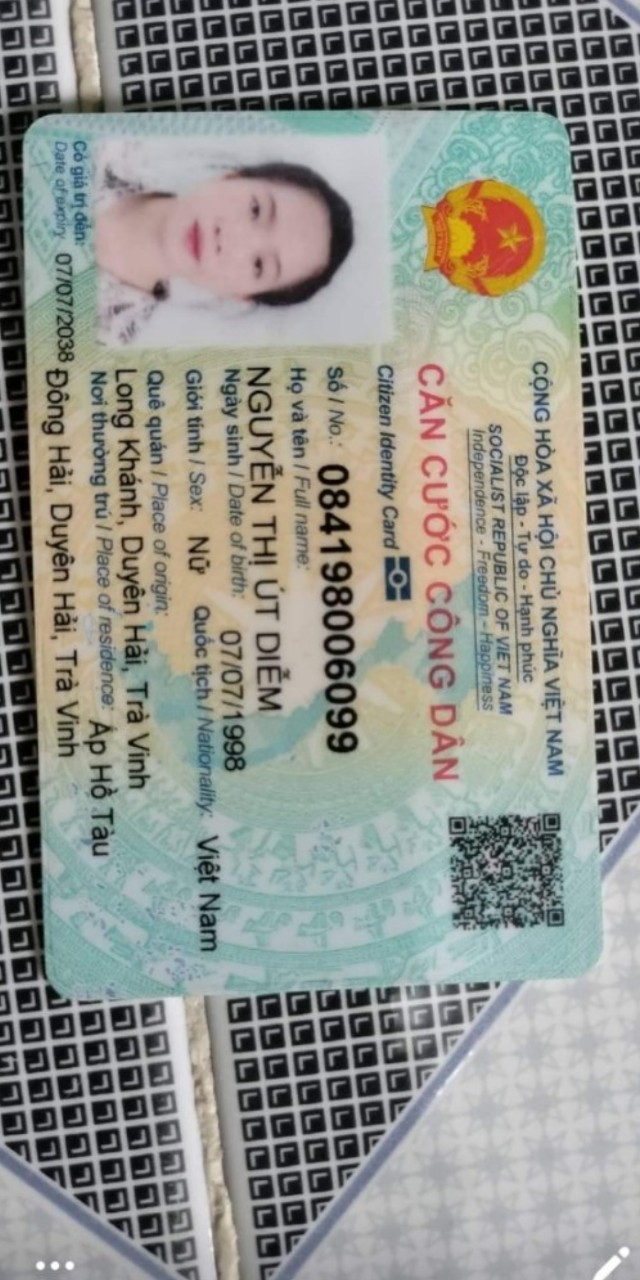 CỘNG HÒA XÃ HỘI CHỦ NGHĨA VIỆT NAM
Độc lập - Tự do - Hạnh phúc
SOCIALIST REPUBLIC OF VIET NAM
Independence - Freedom - Happiness
CĂN CƯỚC CÔNG DÂN
Citizen Identity Card
Số / No.: 084198006099
Họ và tên / Full name:
NGUYỄN THỊ ÚT DIỄM
Ngày sinh / Date of birth: 07/07/1998
Giới tính / Sex: Nữ Quốc tịch / Nationality: Việt Nam
Quê quán / Place of origin:
Long Khánh, Duyên Hải, Trà Vinh
Nơi thường trú / Place of residence: Ấp Hồ Tàu
Đông Hải, Duyên Hải, Trà Vinh
Có giá trị đến: 07/07/2038
Date of expiry: